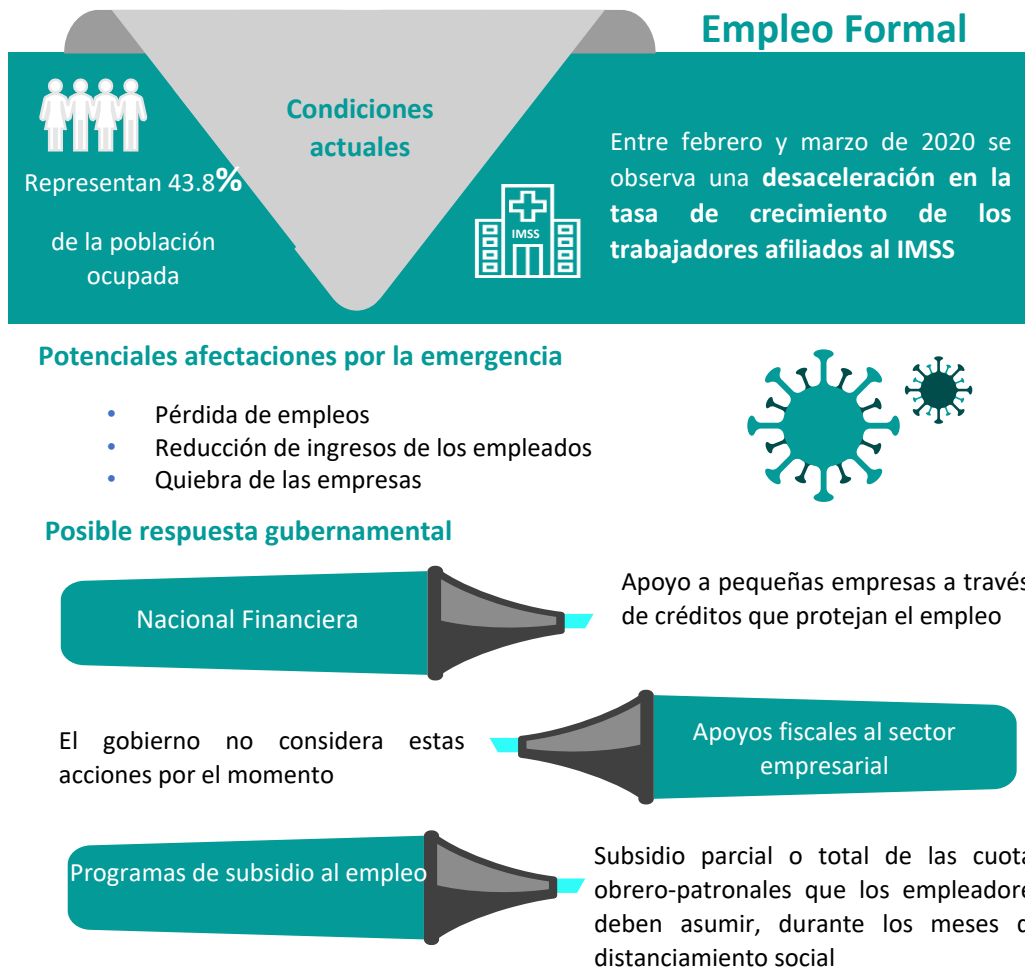 Empleo Formal
Condiciones
actuales
Representan 43.8%
de la población
ocupada
IMSS
Entre febrero y marzo de 2020 se
observa una desaceleración en la
tasa de crecimiento de los
trabajadores afiliados al IMSS
Potenciales afectaciones por la emergencia
• Pérdida de empleos
• Reducción de ingresos de los empleados
• Quiebra de las empresas
Posible respuesta gubernamental
Nacional Financiera
Apoyo a pequeñas empresas a través
de créditos que protejan el empleo
El gobierno no considera estas
acciones por el momento
Apoyos fiscales al sector
empresarial
Programas de subsidio al empleo
Subsidio parcial o total de las cuota
obrero-patronales que los empleadore
deben asumir, durante los meses d
distanciamiento social